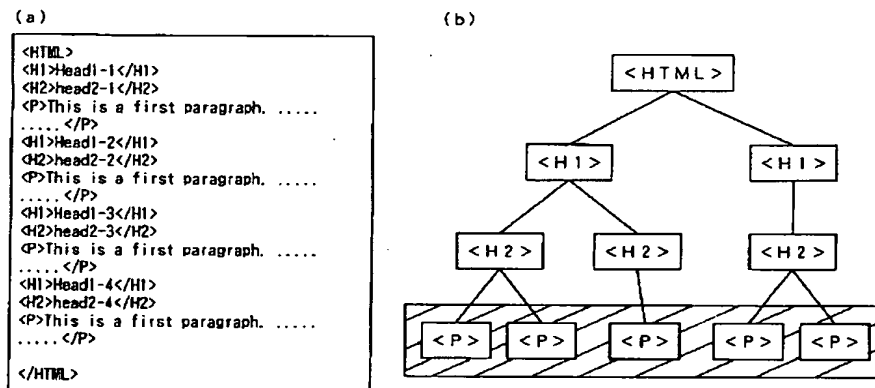 (a)
<HTML>
<H1>Head1-1</H1>
<H2>head2-1</H2>
<P>This is a first paragraph. .....
.....</P>
<H1>Head1-2</H1>
<H2>head2-2</H2>
<P>This is a first paragraph. .....
.....</P>
<H1>Head1-3</H1>
<H2>head2-3</H2>
<P>This is a first paragraph. .....
.....</P>
<H1>Head1-4</H1>
<H2>head2-4</H2>
<P>This is a first paragraph. .....
.....</P>
</HTML>
(b)
<HTML>
<H1> <H1>
<H2> <H2> <H2>
<P> <P> <P> <P> <P>